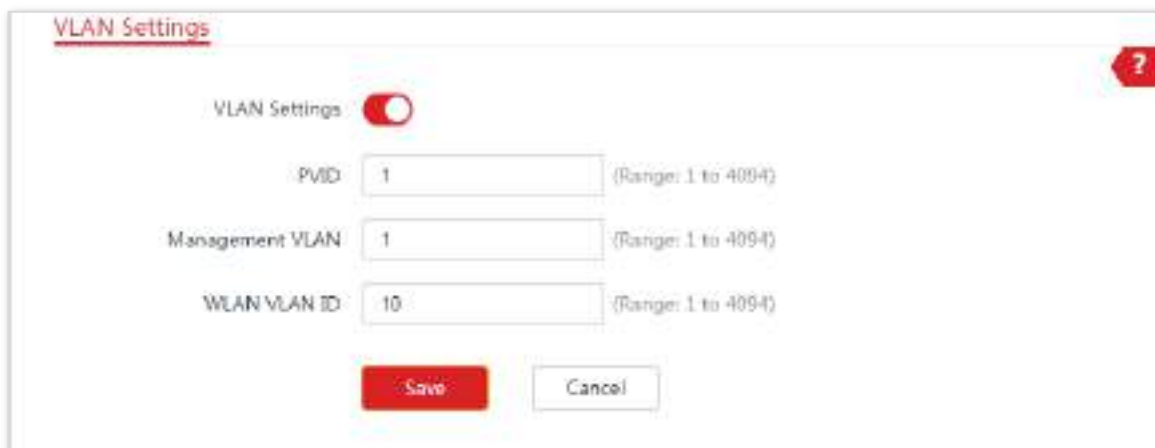 VLAN Settings
?
VLAN Settings
PVID 1 (Range: 1 to 4094)
Management VLAN 1 (Range: 1 to 4094)
WLAN VLAN ID 10 (Range: 1 to 4094)
Save Cancel